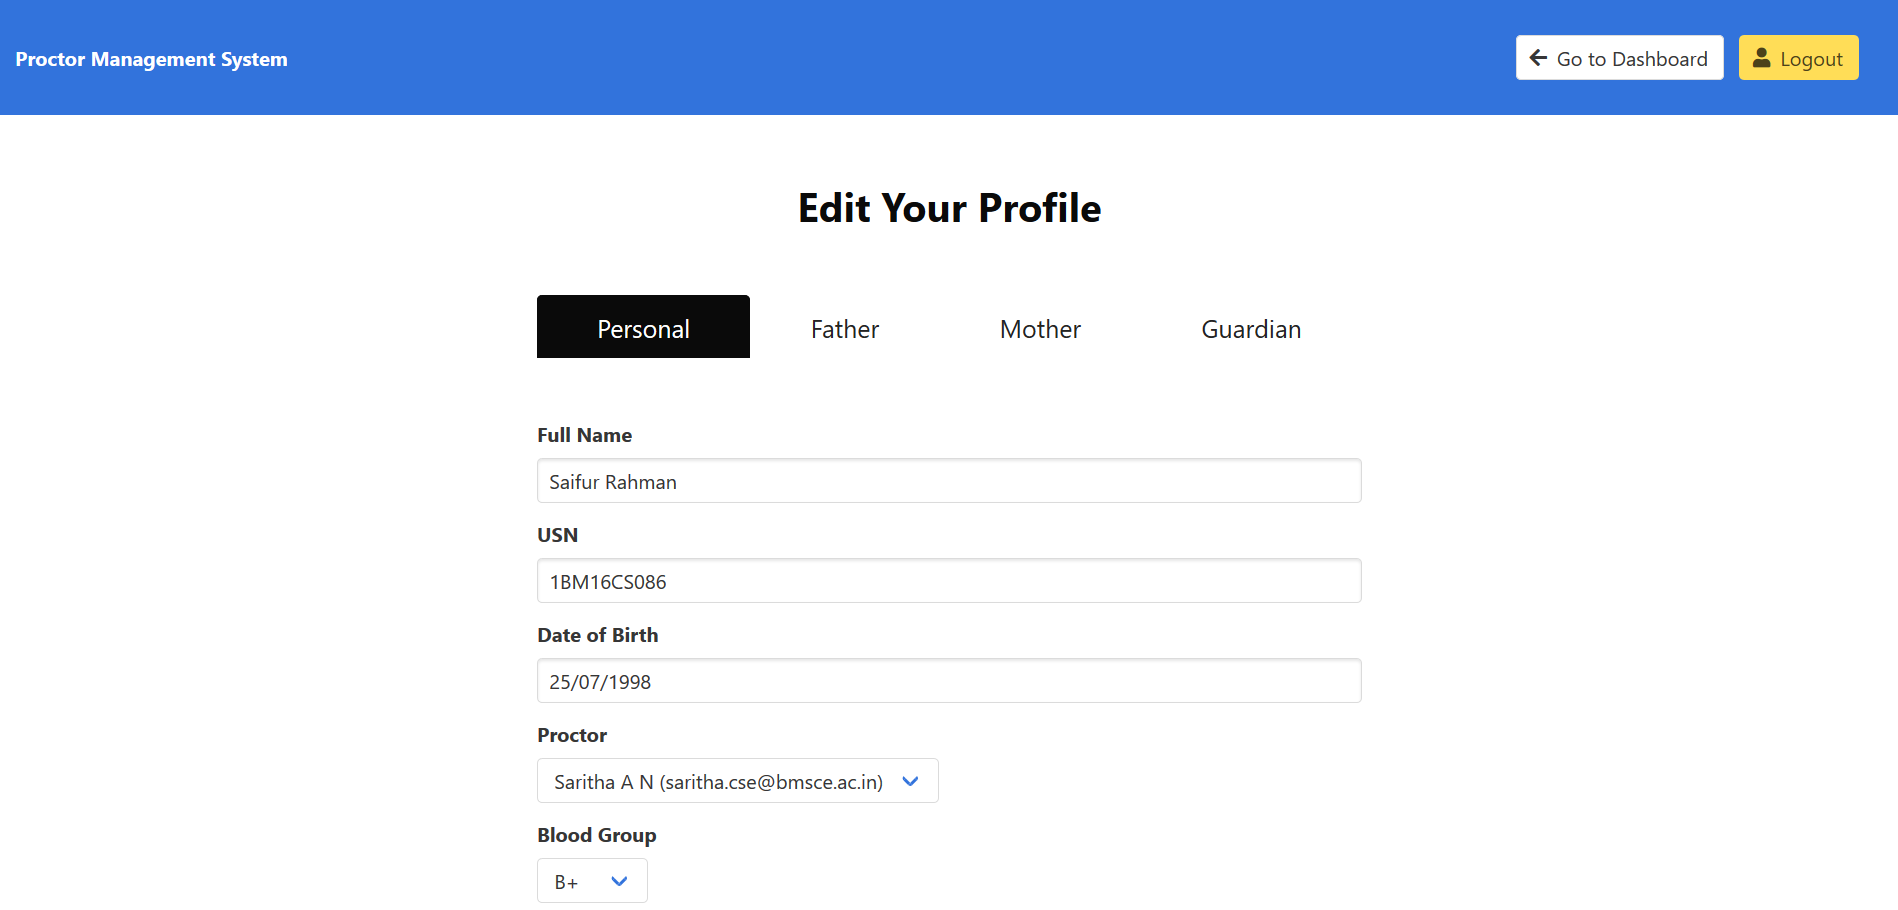 Proctor Management System
Go to Dashboard
Logout
Edit Your Profile
Personal
Father
Mother
Guardian
Full Name
Saifur Rahman
USN
1BM16CS086
Date of Birth
25/07/1998
Proctor
Saritha A N (saritha.cse@bmsce.ac.in)
Blood Group
B+